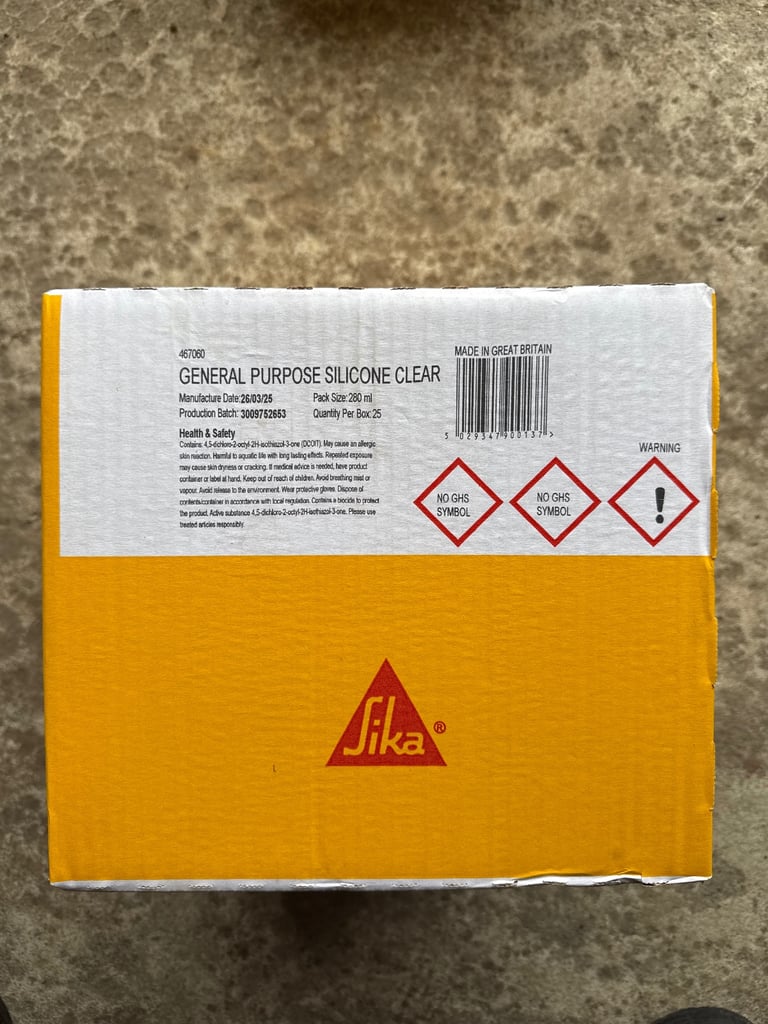 467060
GENERAL PURPOSE SILICONE CLEAR
Manufacture Date: 26/03/25 Pack Size: 280 ml
Production Batch: 3009752653 Quantity Per Box: 25
Health & Safety
Contains: 4,5-dichloro-2-octyl-2H-isothiazol-3-one (DCOIT). May cause an allergic
skin reaction. Harmful to aquatic life with long lasting effects. Repeated exposure
may cause skin dryness or cracking. If medical advice is needed, have product
container or label at hand. Keep out of reach of children. Avoid breathing mist or
vapour. Avoid release to the environment. Wear protective gloves. Dispose of
contents/container in accordance with local regulation. Contains a biocide to protect
the product. Active substance 4,5-dichloro-2-octyl-2H-isothiazol-3-one. Please use
treated articles responsibly.
MADE IN GREAT BRITAIN
5 029347 900137 >
WARNING
NO GHS
SYMBOL
NO GHS
SYMBOL
!
Sika®